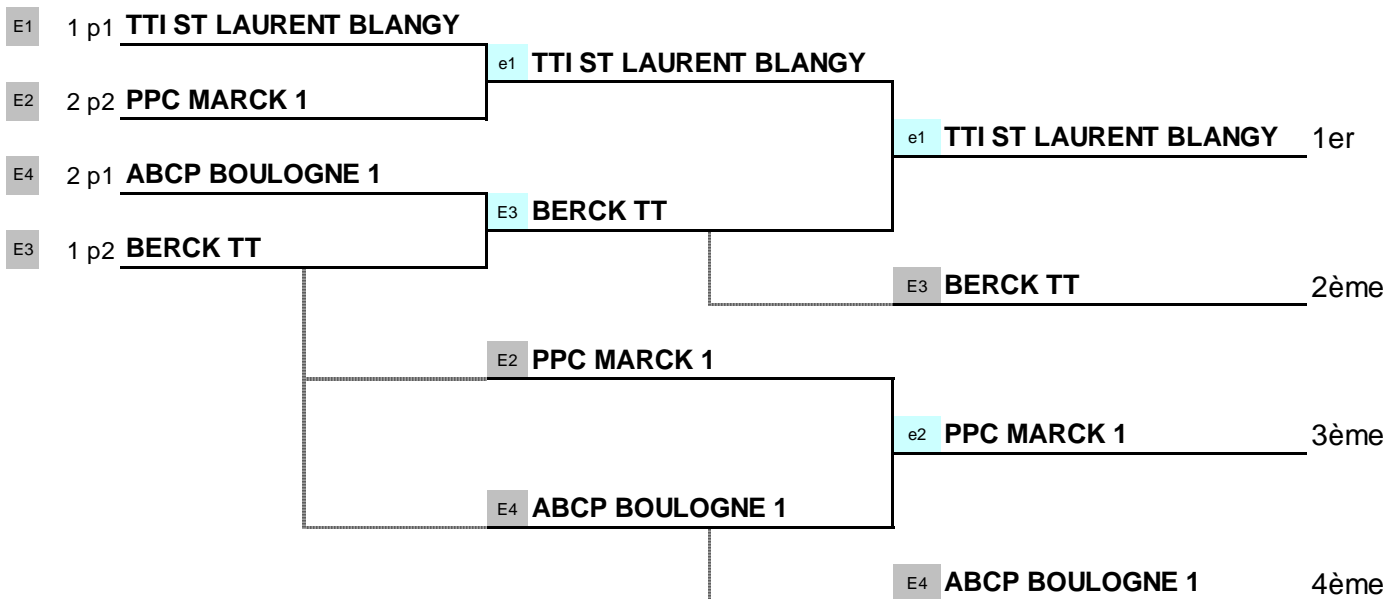 E1 1 p1 TTI ST LAURENT BLANGY
e1 TTI ST LAURENT BLANGY
E2 2 p2 PPC MARCK 1
e1 TTI ST LAURENT BLANGY 1er
E4 2 p1 ABCP BOULOGNE 1
E3 BERCK TT
E3 1 p2 BERCK TT
E3 BERCK TT 2ème
E2 PPC MARCK 1
e2 PPC MARCK 1 3ème
E4 ABCP BOULOGNE 1
E4 ABCP BOULOGNE 1 4ème